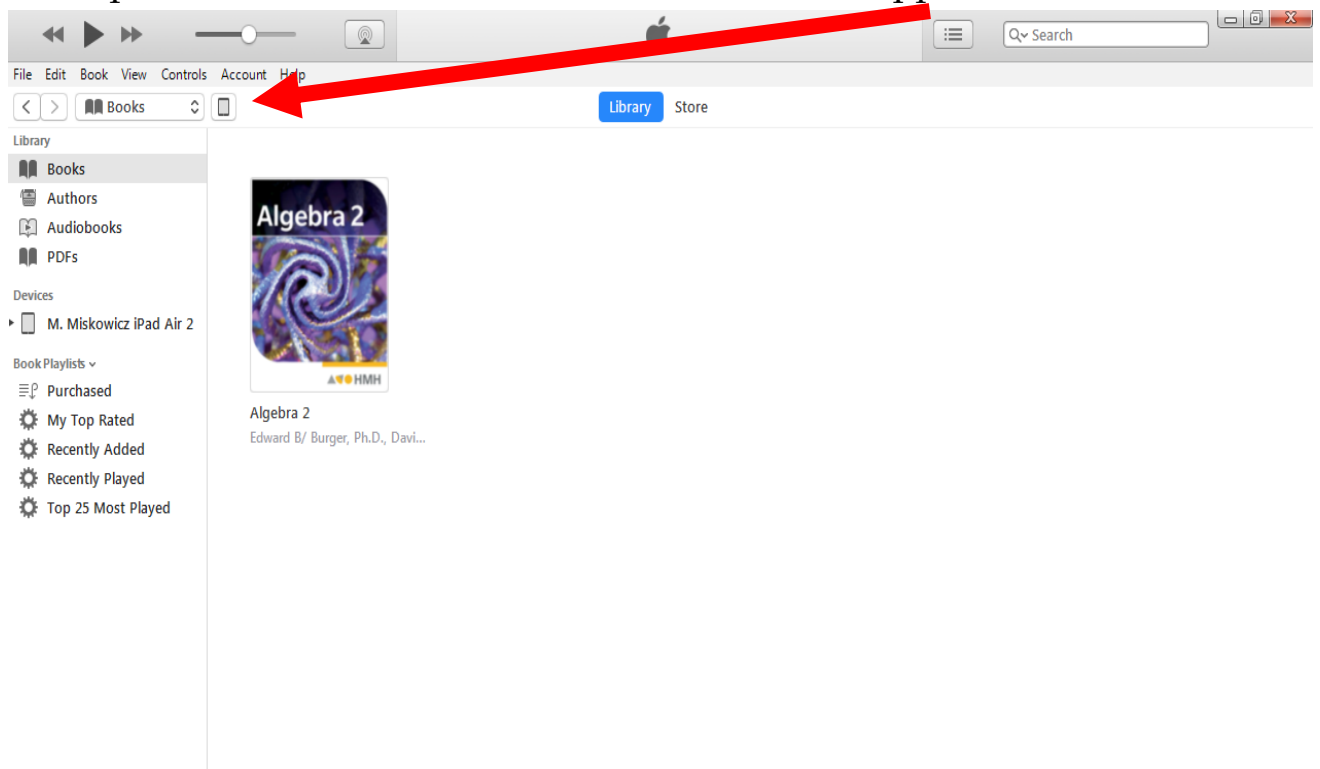 Search
File Edit Book View Controls Account Help
Books
Library Store
Library
Books
Authors
Audiobooks
PDFs
Devices
M. Miskowicz iPad Air 2
Book Playlists
Purchased
My Top Rated
Recently Added
Recently Played
Top 25 Most Played
Algebra 2
HMH
Algebra 2
Edward B/ Burger, Ph.D., Davi...